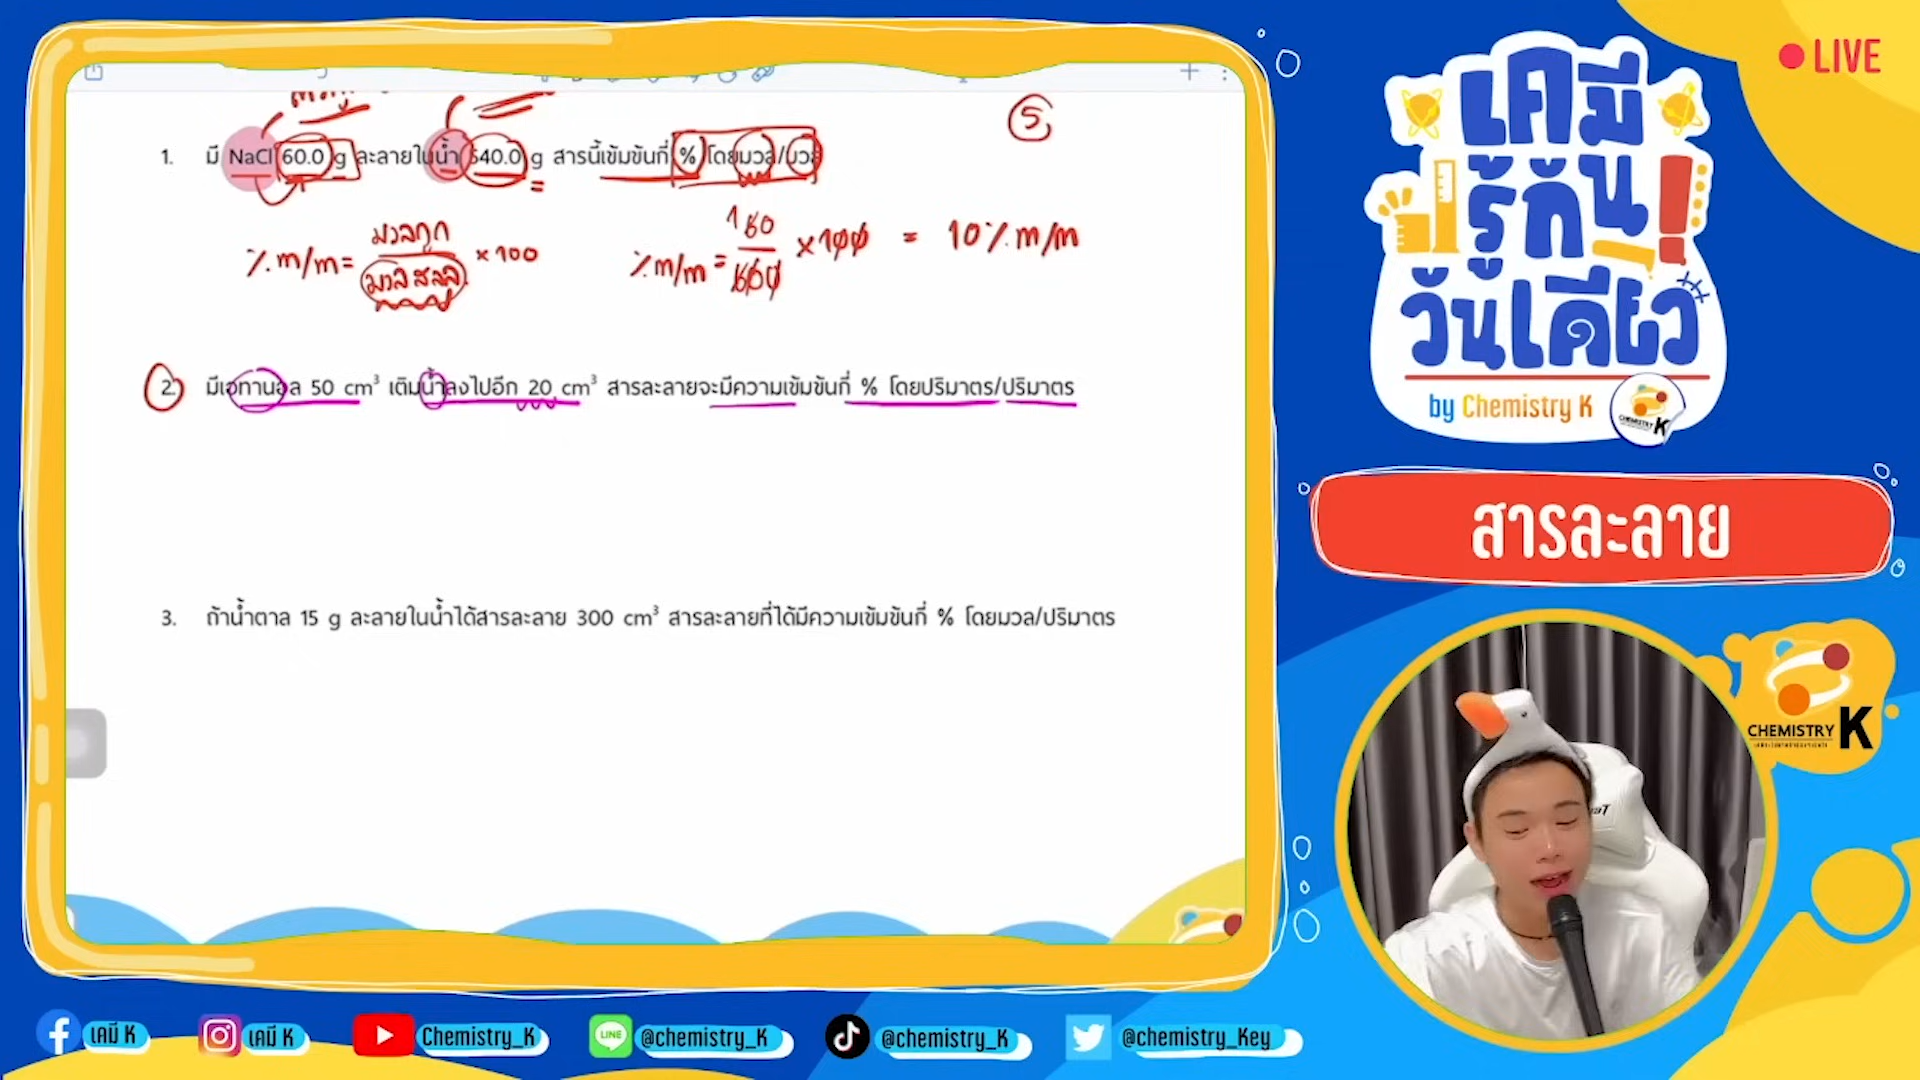 LIVE
5
1. มี NaCl 60.0 g ละลายในน้ำ 540.0 g สารนี้เข้มข้นกี่ % โดยมวล/มวล
%m/m = มวลถูก/มวลสลล. ×100
%m/m = 60/600 ×100 = 10%m/m
2. มีเอทานอล 50 cm³ เติมน้ำลงไปอีก 20 cm³ สารละลายจะมีความเข้มข้นกี่ % โดยปริมาตร/ปริมาตร
3. ถ้าน้ำตาล 15 g ละลายในน้ำได้สารละลาย 300 cm³ สารละลายที่ได้มีความเข้มข้นกี่ % โดยมวล/ปริมาตร
เคมี
รู้กัน!
วันเดียว
by Chemistry K
CHEMISTRY K
สารละลาย
CHEMISTRY K
เคมี K
เคมี K
Chemistry_K
LINE
@chemistry_K
@chemistry_K
@chemistry_Key